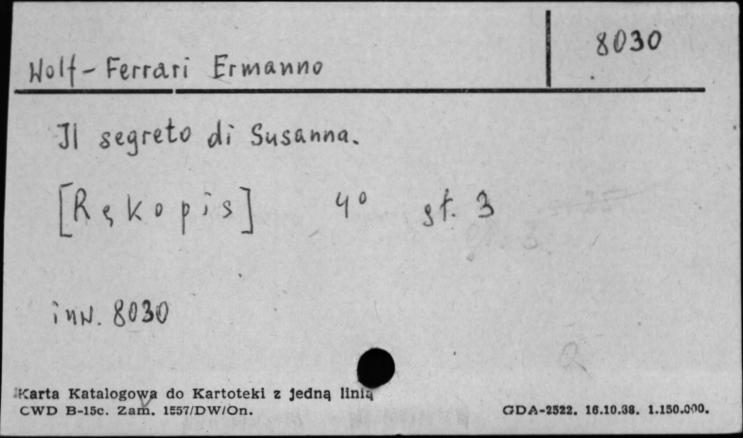 8030
Wolf-Ferrari Ermanno
Il segreto di Susanna.
[Rękopis] 4° gł. 3
inw. 8030
Karta Katalogowa do Kartoteki z jedną linią
CWD B-15c. Zam. 1557/DW/On. GDA-2522. 16.10.38. 1.150.000.